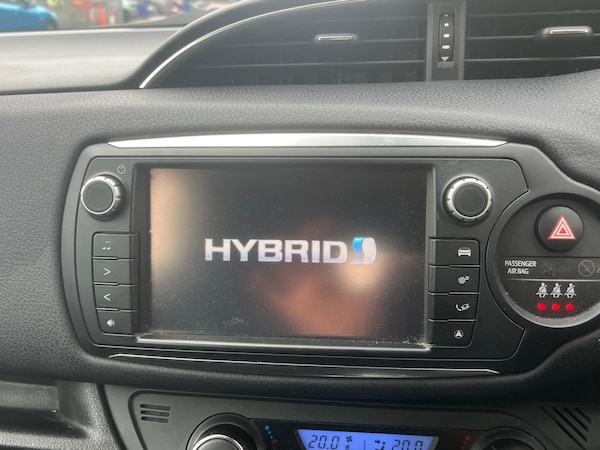 HYBRID
PASSENGER
AIR BAG
20.0
20.0